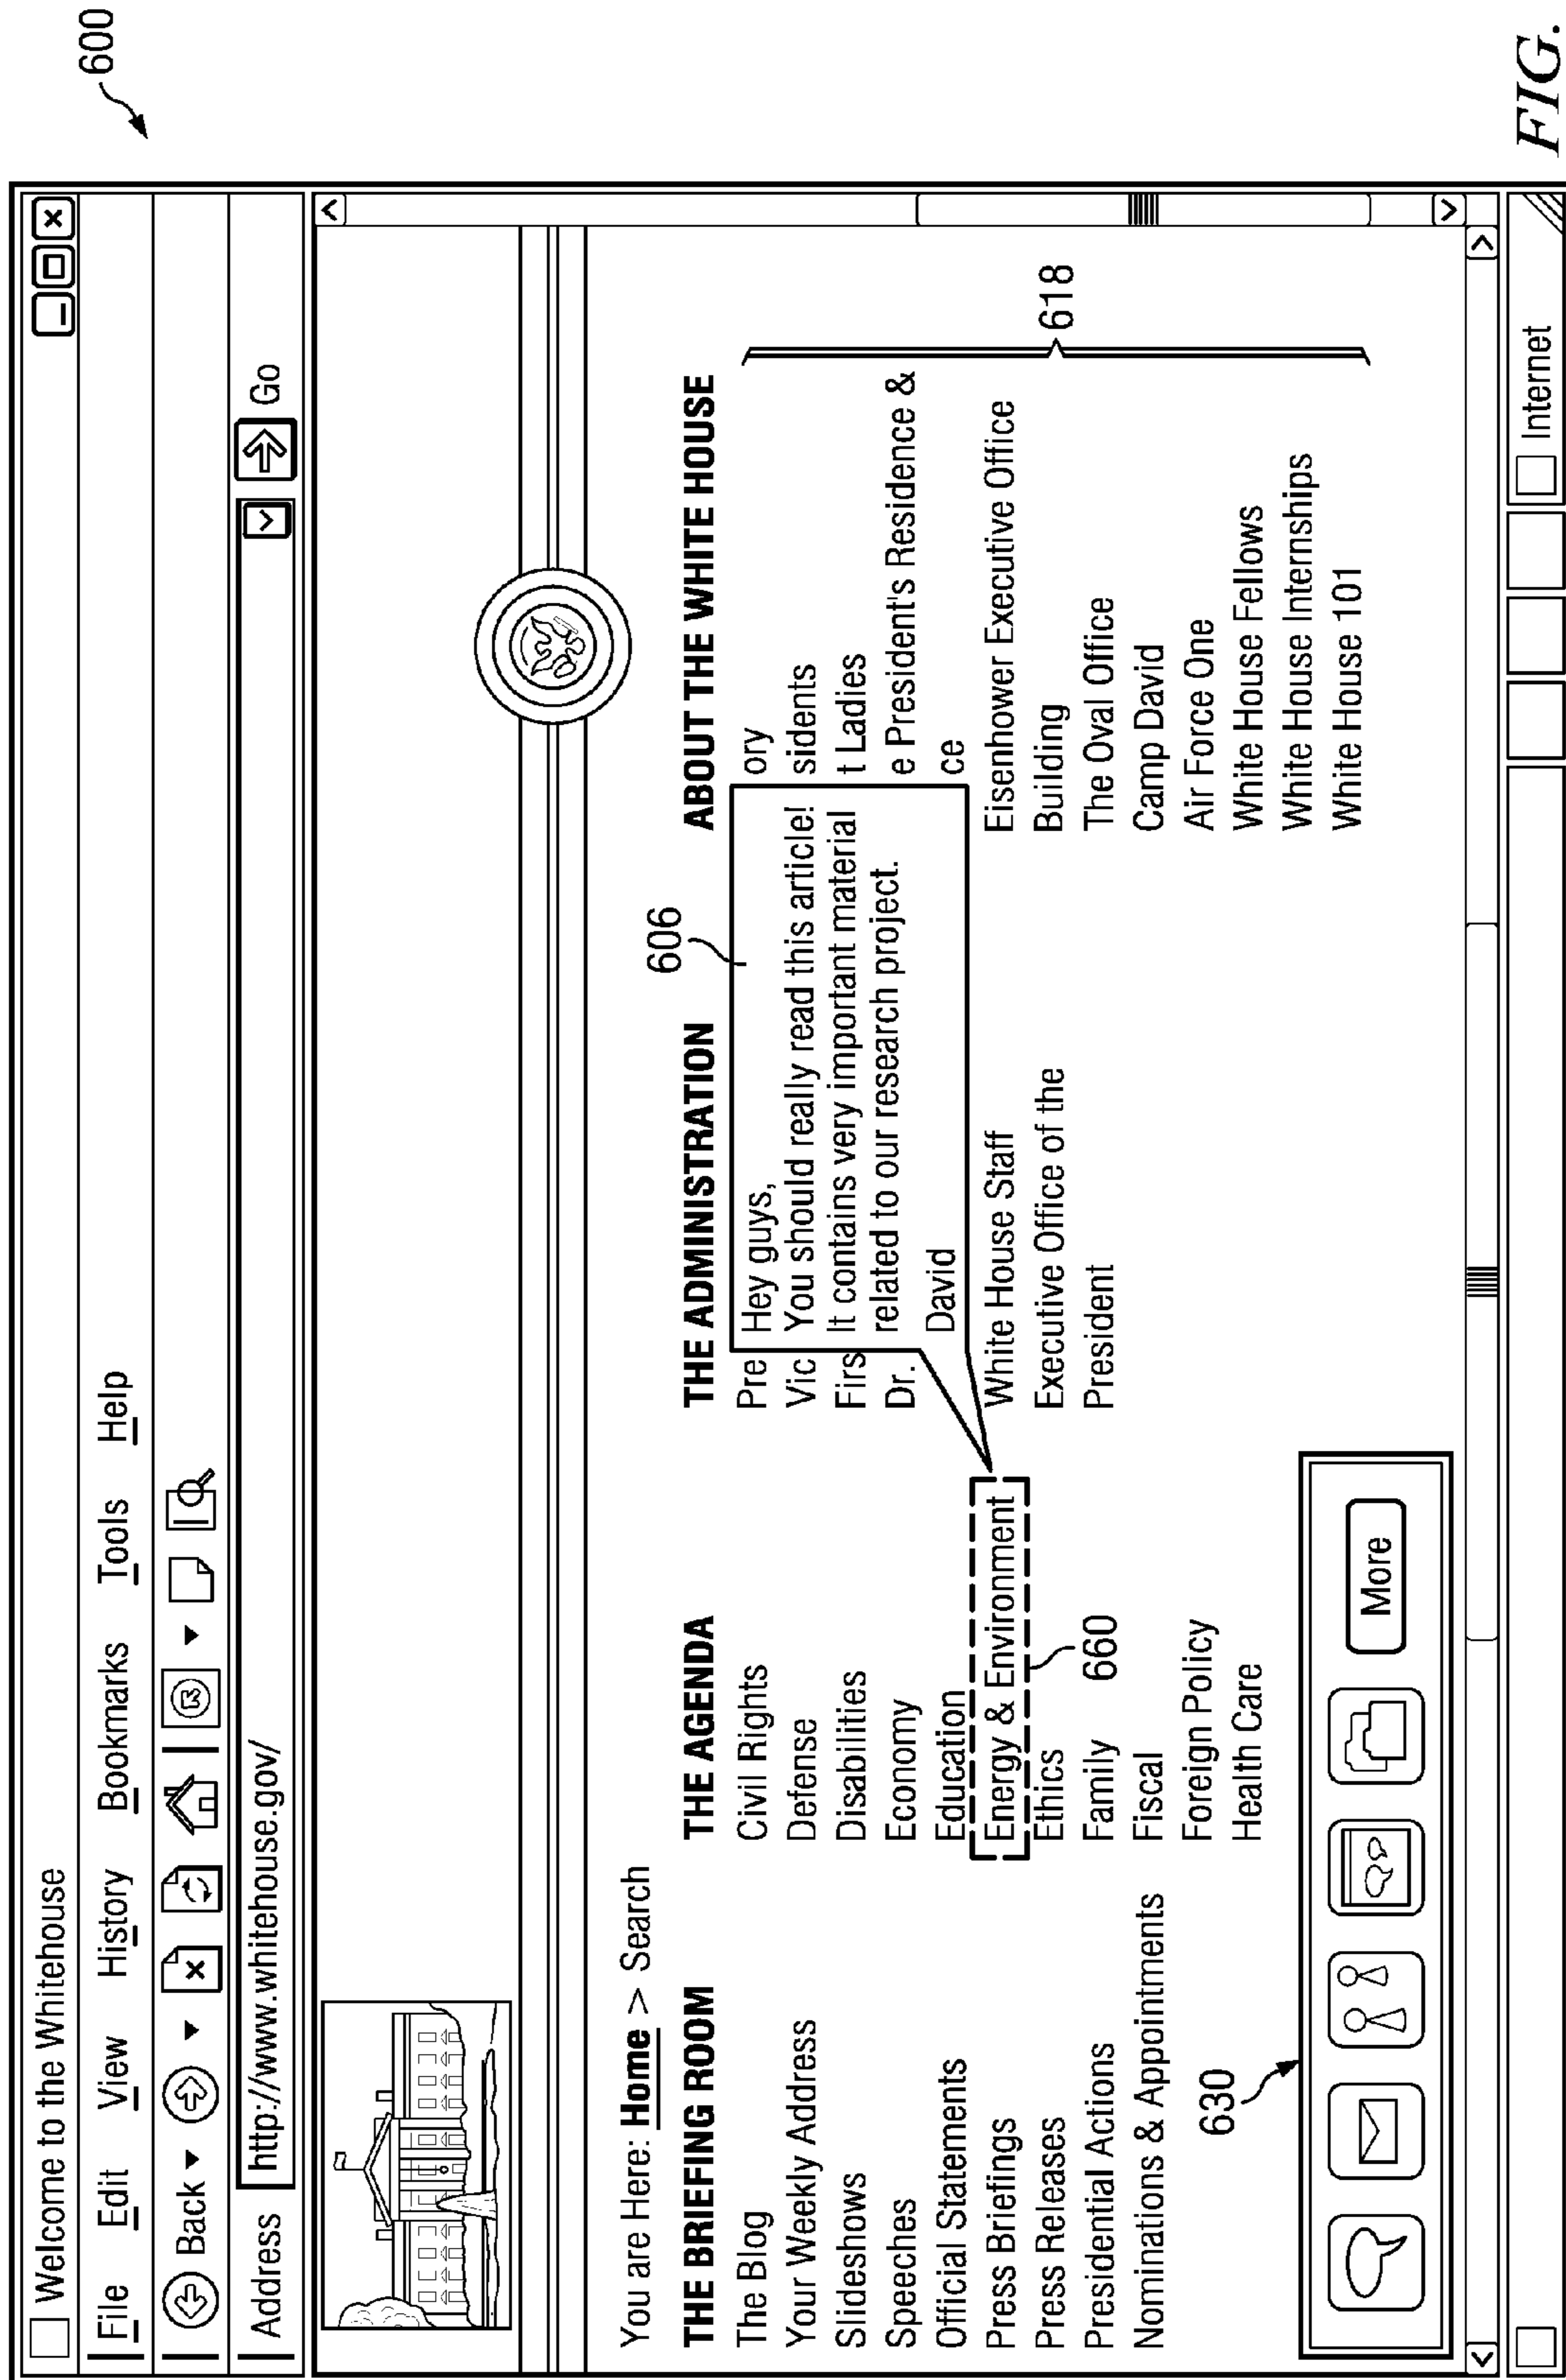 600
Welcome to the Whitehouse
File Edit View History Bookmarks Tools Help
Back
Address http://www.whitehouse.gov/ Go
You are Here: Home > Search
THE BRIEFING ROOM
The Blog
Your Weekly Address
Slideshows
Speeches
Official Statements
Press Briefings
Press Releases
Presidential Actions
Nominations & Appointments
THE AGENDA
Civil Rights
Defense
Disabilities
Economy
Education
Energy & Environment
Ethics
Family
Fiscal
Foreign Policy
Health Care
660
THE ADMINISTRATION
Pre
Vic
Firs
Dr.
White House Staff
Executive Office of the
President
606
Hey guys,
You should really read this article!
It contains very important material
related to our research project.
David
ABOUT THE WHITE HOUSE
ory
sidents
t Ladies
e President's Residence &
ce
Eisenhower Executive Office
Building
The Oval Office
Camp David
Air Force One
White House Fellows
White House Internships
White House 101
618
630
More
Internet
FIG.